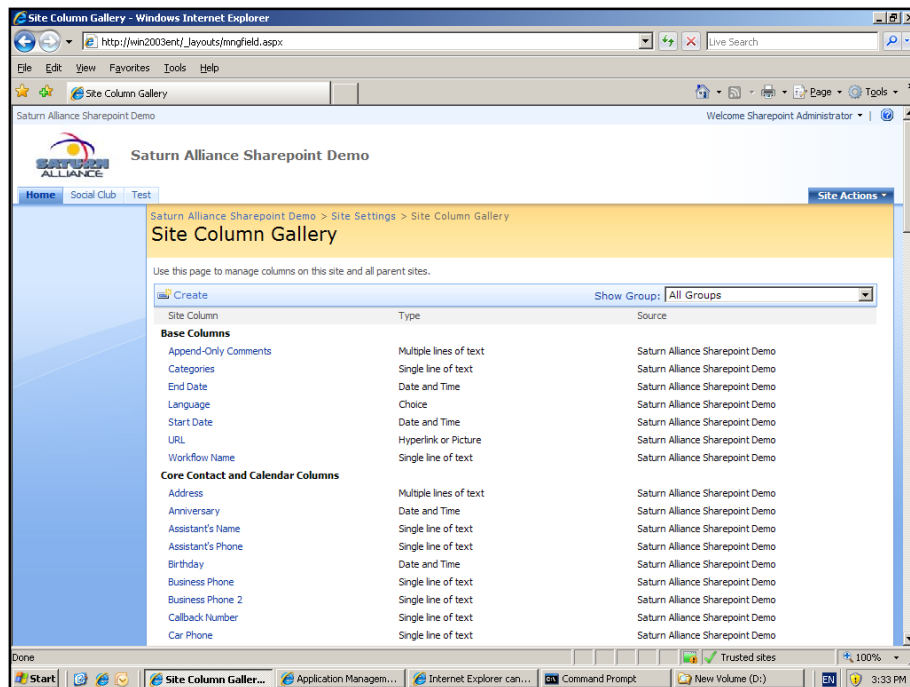 Site Column Gallery - Windows Internet Explorer
http://win2003ent/_layouts/mngfield.aspx
Live Search
File Edit View Favorites Tools Help
Site Column Gallery
Page Tools
Saturn Alliance Sharepoint Demo
Welcome Sharepoint Administrator
SATURN
ALLIANCE
Saturn Alliance Sharepoint Demo
Home Social Club Test
Site Actions
Saturn Alliance Sharepoint Demo > Site Settings > Site Column Gallery
Site Column Gallery
Use this page to manage columns on this site and all parent sites.
Create
Show Group: All Groups
Site Column Type Source
Base Columns
Append-Only Comments Multiple lines of text Saturn Alliance Sharepoint Demo
Categories Single line of text Saturn Alliance Sharepoint Demo
End Date Date and Time Saturn Alliance Sharepoint Demo
Language Choice Saturn Alliance Sharepoint Demo
Start Date Date and Time Saturn Alliance Sharepoint Demo
URL Hyperlink or Picture Saturn Alliance Sharepoint Demo
Workflow Name Single line of text Saturn Alliance Sharepoint Demo
Core Contact and Calendar Columns
Address Multiple lines of text Saturn Alliance Sharepoint Demo
Anniversary Date and Time Saturn Alliance Sharepoint Demo
Assistant's Name Single line of text Saturn Alliance Sharepoint Demo
Assistant's Phone Single line of text Saturn Alliance Sharepoint Demo
Birthday Date and Time Saturn Alliance Sharepoint Demo
Business Phone Single line of text Saturn Alliance Sharepoint Demo
Business Phone 2 Single line of text Saturn Alliance Sharepoint Demo
Callback Number Single line of text Saturn Alliance Sharepoint Demo
Car Phone Single line of text Saturn Alliance Sharepoint Demo
Done
Trusted sites
100%
Start
Site Column Galler...
Application Managem...
Internet Explorer can...
Command Prompt
New Volume (D:)
EN
3:33 PM